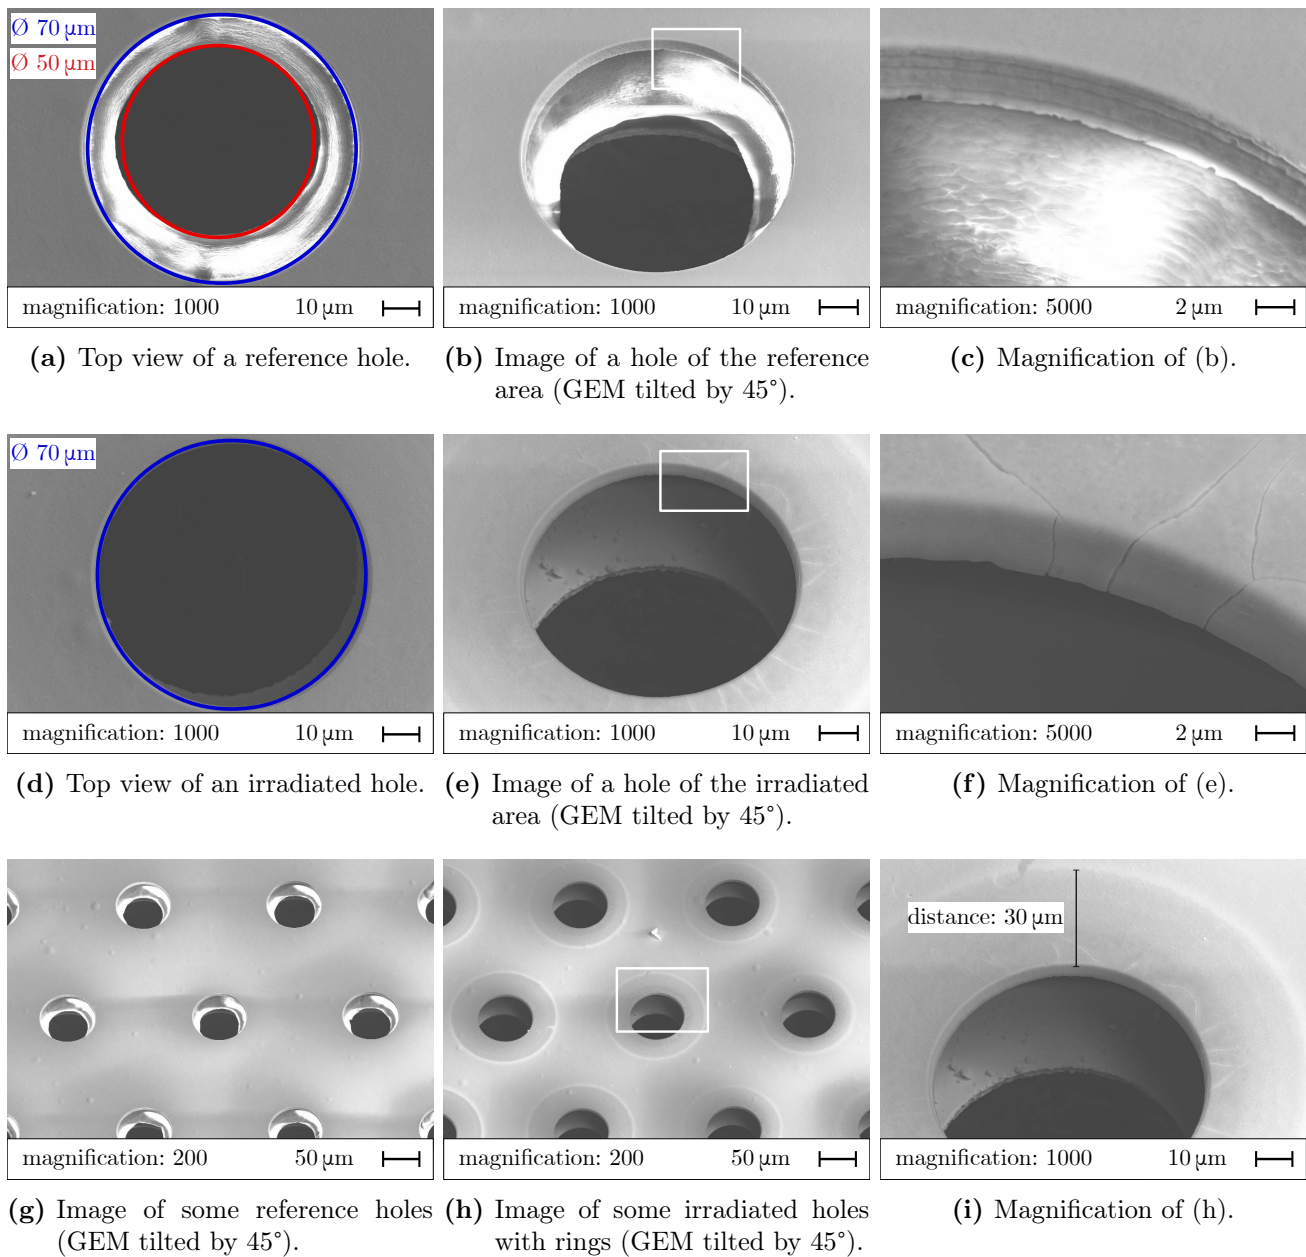 Ø 70 µm
Ø 50 µm
magnification: 1000 10 µm
magnification: 1000 10 µm
magnification: 5000 2 µm
(a) Top view of a reference hole.
(b) Image of a hole of the reference
area (GEM tilted by 45°).
(c) Magnification of (b).
Ø 70 µm
magnification: 1000 10 µm
magnification: 1000 10 µm
magnification: 5000 2 µm
(d) Top view of an irradiated hole.
(e) Image of a hole of the irradiated
area (GEM tilted by 45°).
(f) Magnification of (e).
distance: 30 µm
magnification: 200 50 µm
magnification: 200 50 µm
magnification: 1000 10 µm
(g) Image of some reference holes
(GEM tilted by 45°).
(h) Image of some irradiated holes
with rings (GEM tilted by 45°).
(i) Magnification of (h).